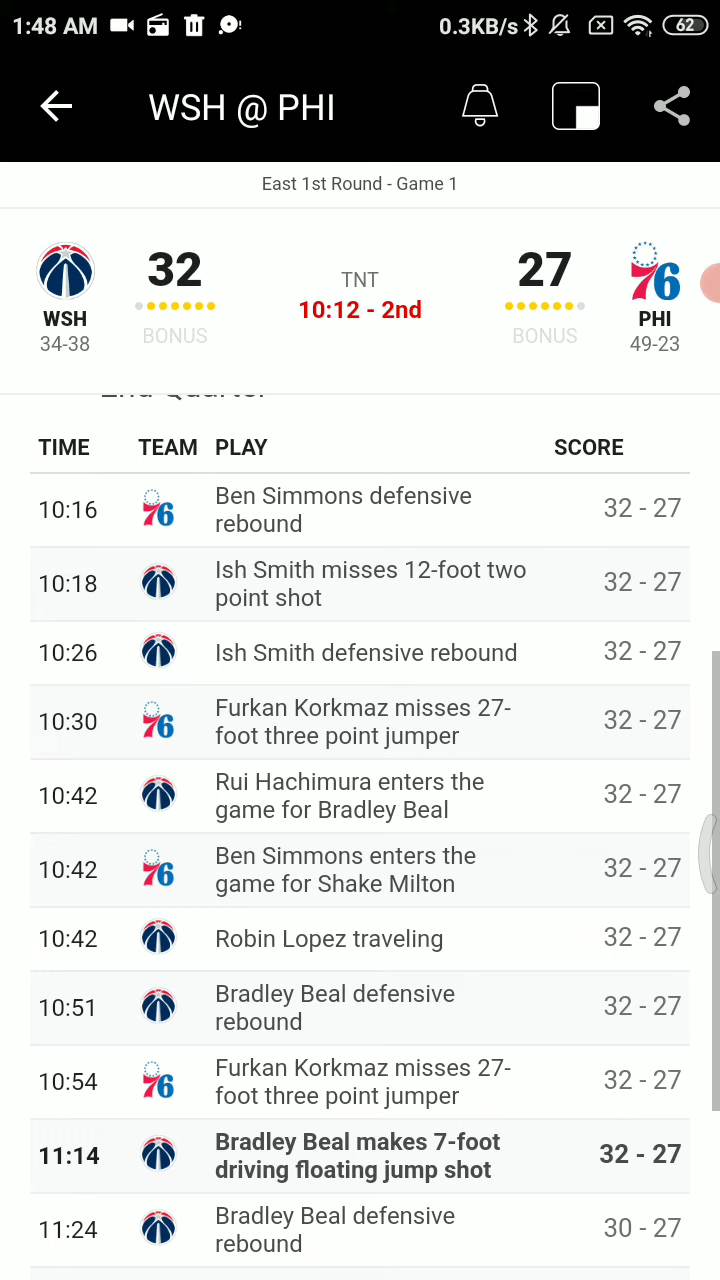 1:48 AM 0.3KB/s 62
WSH @ PHI
East 1st Round - Game 1
32 27
TNT
10:12 - 2nd
WSH BONUS BONUS PHI
34-38 49-23
2nd Quarter
TIME TEAM PLAY SCORE
10:16 76 Ben Simmons defensive 32 - 27
rebound
10:18 Ish Smith misses 12-foot two 32 - 27
point shot
10:26 Ish Smith defensive rebound 32 - 27
10:30 76 Furkan Korkmaz misses 27- 32 - 27
foot three point jumper
10:42 Rui Hachimura enters the 32 - 27
game for Bradley Beal
10:42 76 Ben Simmons enters the 32 - 27
game for Shake Milton
10:42 Robin Lopez traveling 32 - 27
10:51 Bradley Beal defensive 32 - 27
rebound
10:54 76 Furkan Korkmaz misses 27- 32 - 27
foot three point jumper
11:14 Bradley Beal makes 7-foot 32 - 27
driving floating jump shot
11:24 Bradley Beal defensive 30 - 27
rebound